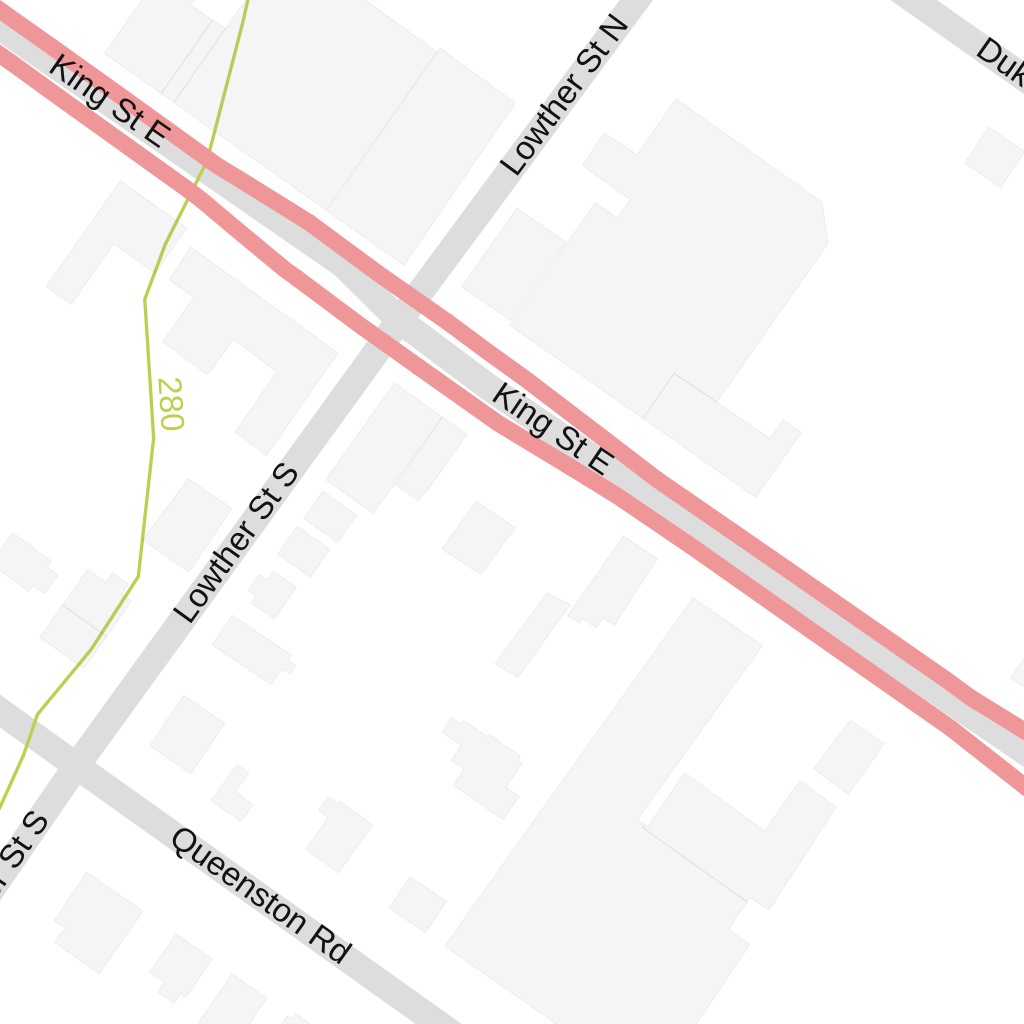 Lowther St N
Duk
King St E
280
King St E
Lowther St S
St S
Queenston Rd